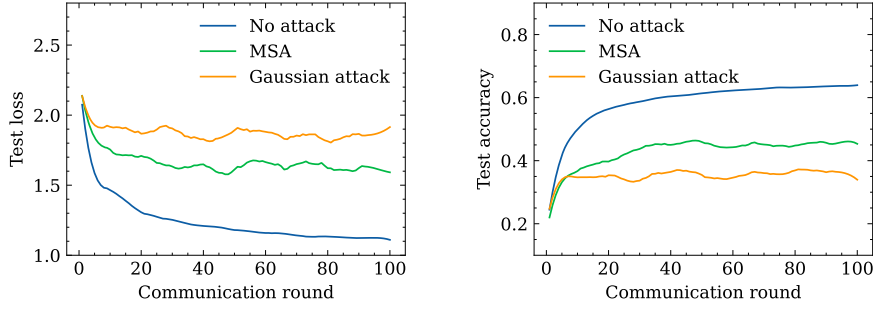 Test loss
2.5
2.0
1.5
1.0
No attack
MSA
Gaussian attack
0 20 40 60 80 100
Communication round
Test accuracy
0.8
0.6
0.4
0.2
No attack
MSA
Gaussian attack
0 20 40 60 80 100
Communication round